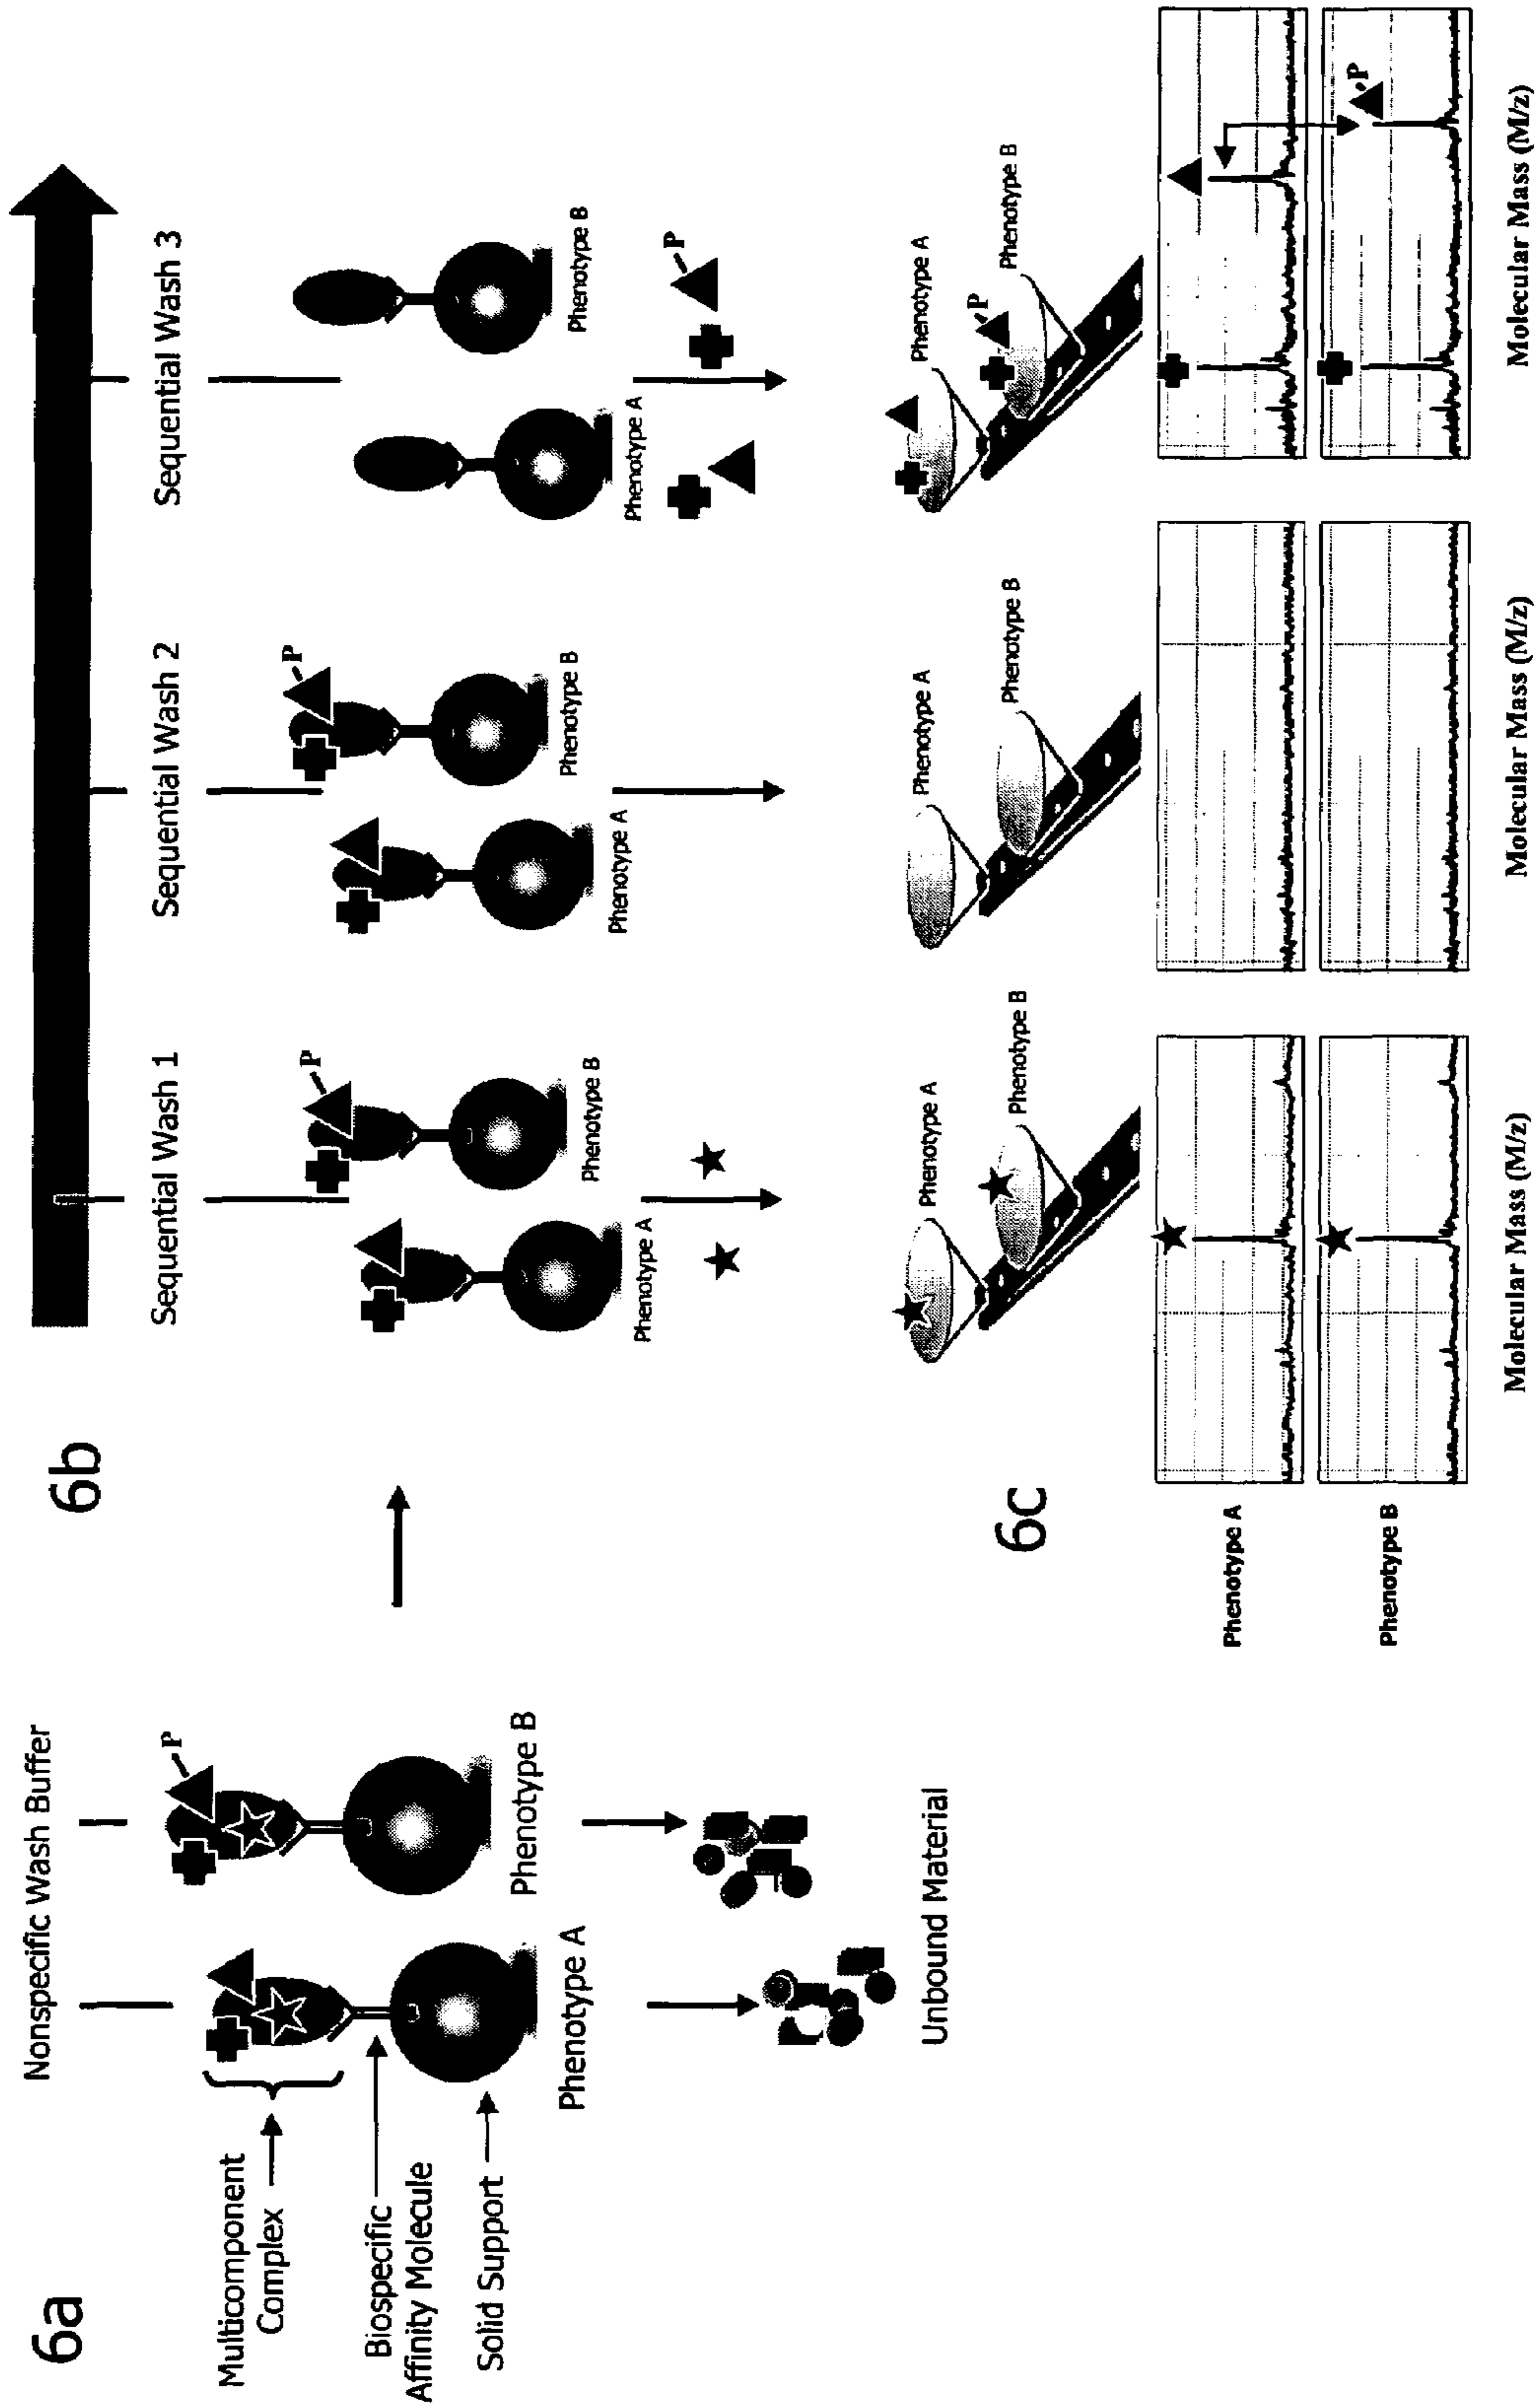 6a
Nonspecific Wash Buffer
Multicomponent
Complex
Biospecific
Affinity Molecule
Solid Support
P
Phenotype A
Phenotype B
Unbound Material
6b
Sequential Wash 1
Sequential Wash 2
Sequential Wash 3
P
Phenotype A
Phenotype B
P
Phenotype A
Phenotype B
Phenotype A
Phenotype B
P
6c
Phenotype A
Phenotype B
Phenotype A
Phenotype B
Phenotype A
P
Phenotype B
Phenotype A
P
Phenotype B
Molecular Mass (M/z)
Molecular Mass (M/z)
Molecular Mass (M/z)